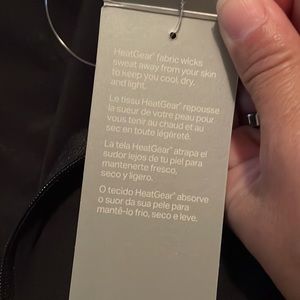 HeatGear® fabric wicks
sweat away from your skin
to keep you cool, dry,
and light.
Le tissu HeatGear® repousse
la sueur de votre peau pour
vous tenir au chaud et au
sec en toute légèreté.
La tela HeatGear® atrapa el
sudor lejos de tu piel para
mantenerte fresco,
seco y ligero.
O tecido HeatGear® absorve
o suor da sua pele para
mantê-lo frio, seco e leve.